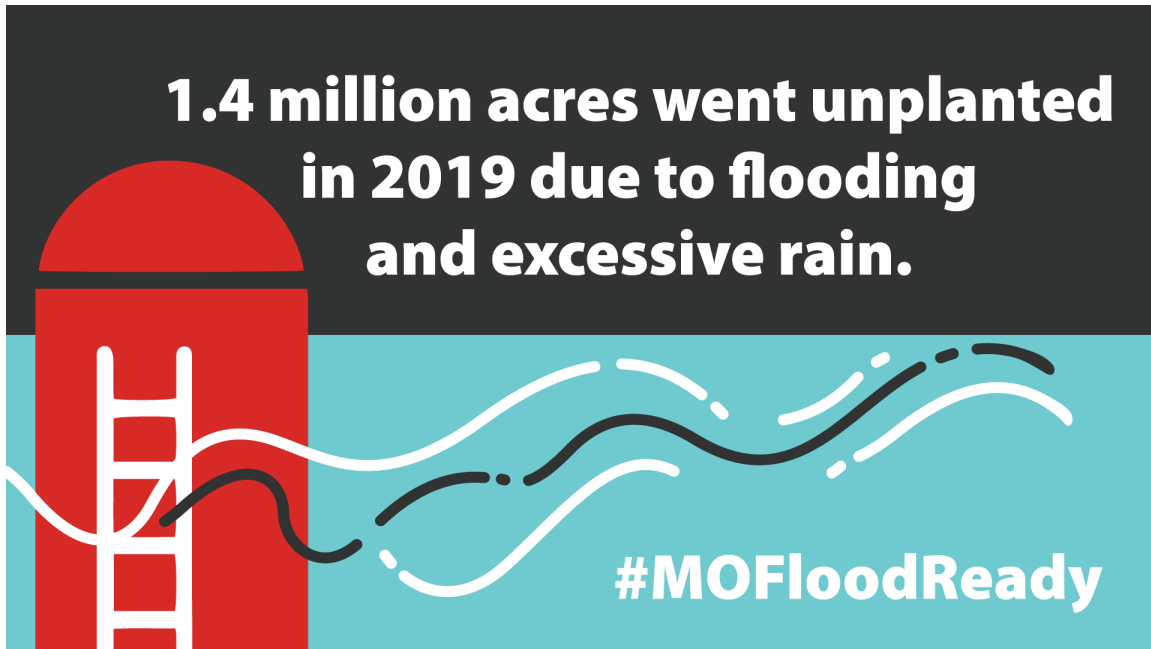 1.4 million acres went unplanted
in 2019 due to flooding
and excessive rain.
#MOFloodReady